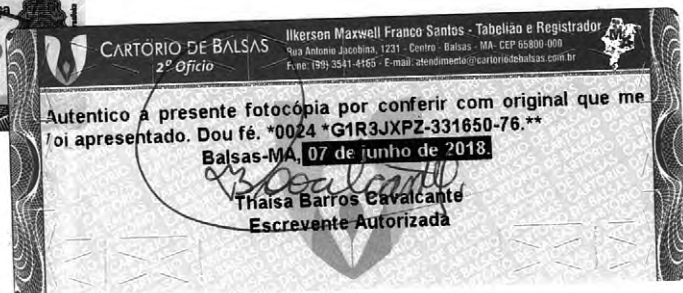 CARTÓRIO DE BALSAS
2º Ofício
Ilkerson Maxwell Franco Santos - Tabelião e Registrador
Rua Antonio Jacobina, 1231 - Centro - Balsas - MA- CEP 65800-000
Fone: (99) 3541-4165 - E-mail: atendimento@cartoriodebalsas.com.br
Autentico a presente fotocópia por conferir com original que me
foi apresentado. Dou fé. *0024 *G1R3JXPZ-331650-76.**
Balsas-MA, 07 de junho de 2018.
Thaisa Barros Cavalcante
Escrevente Autorizada